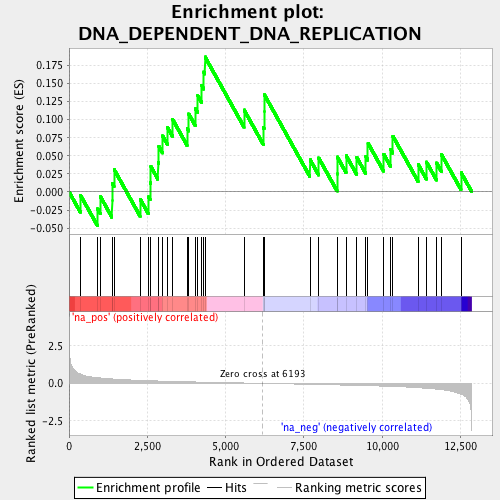 Enrichment plot:
DNA_DEPENDENT_DNA_REPLICATION
Enrichment score (ES)
0.175
0.150
0.125
0.100
0.075
0.050
0.025
0.000
-0.025
-0.050
'na_pos' (positively correlated)
Ranked list metric (PreRanked)
2.5
0.0
-2.5
Zero cross at 6193
'na_neg' (negatively correlated)
0 2,500 5,000 7,500 10,000 12,500
Rank in Ordered Dataset
Enrichment profile Hits Ranking metric scores